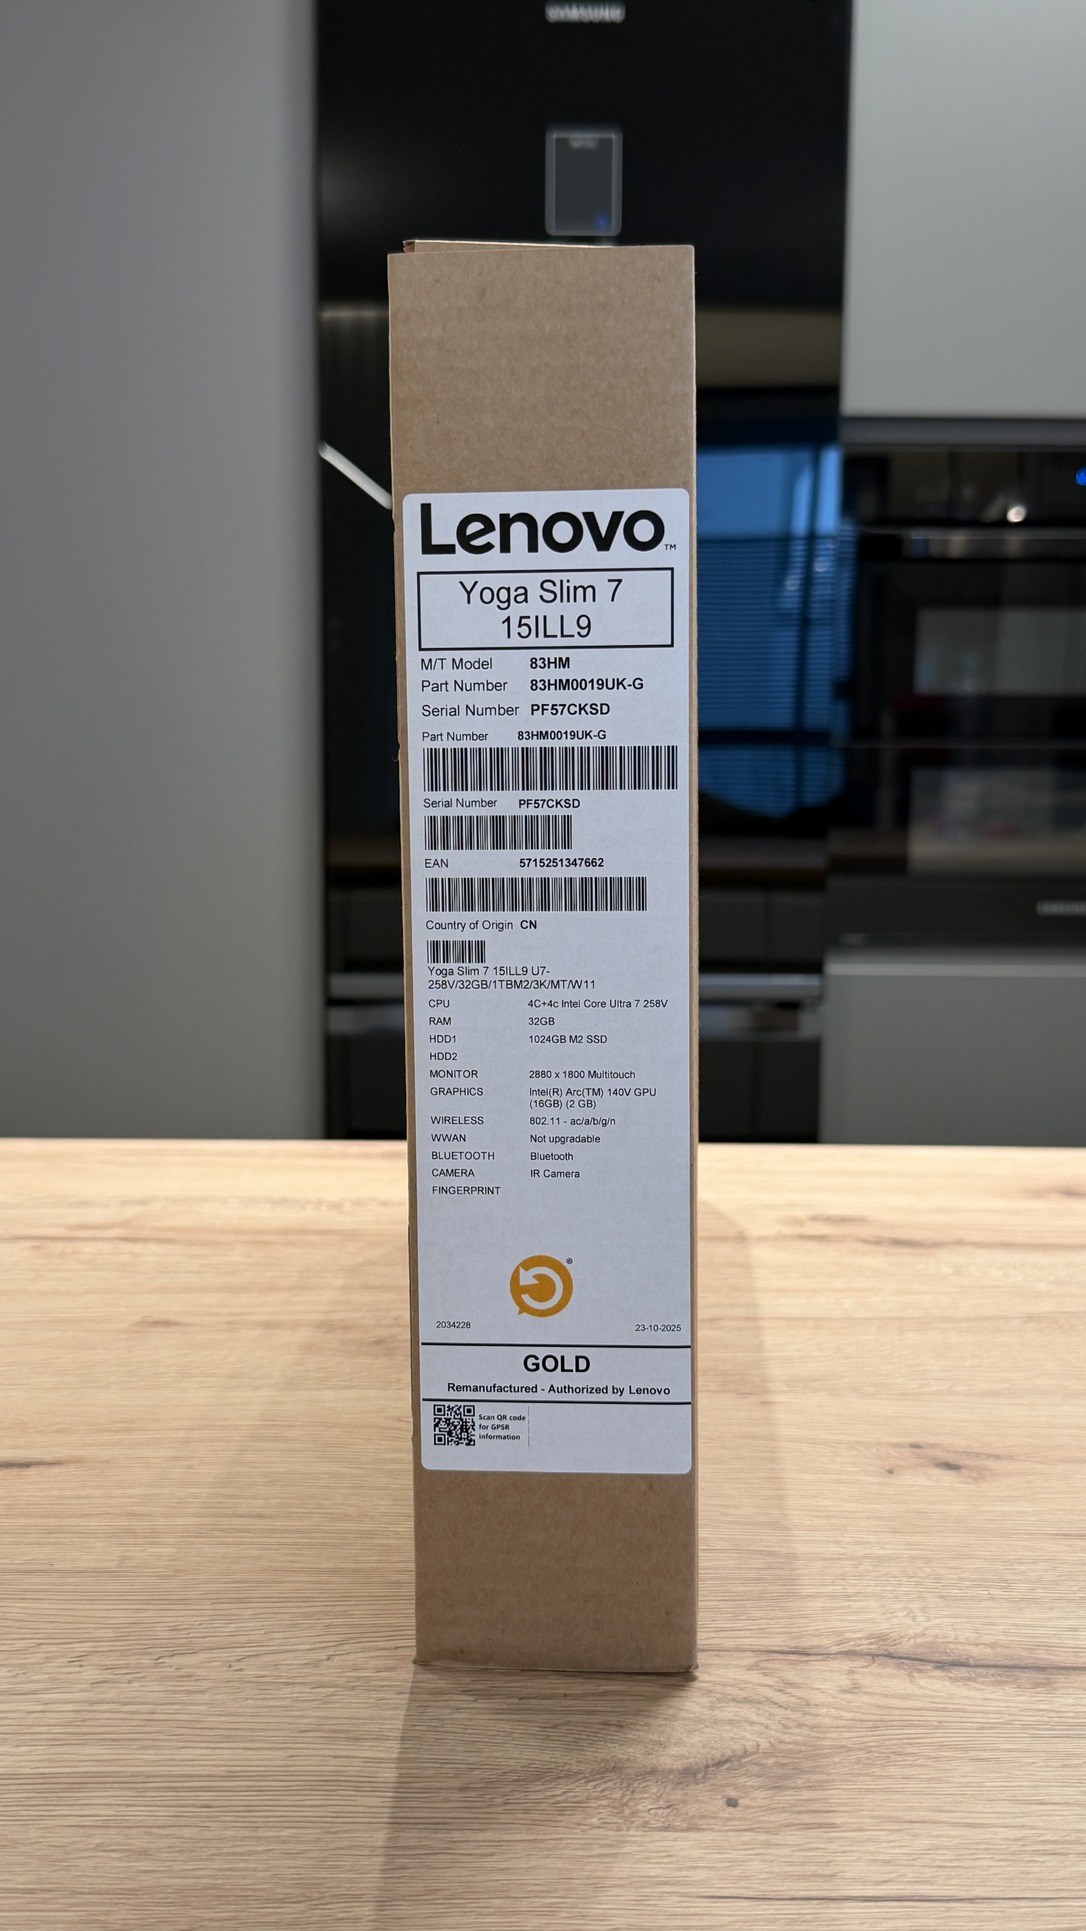 SAMSUNG
Lenovo™
Yoga Slim 7
15ILL9
M/T Model 83HM
Part Number 83HM0019UK-G
Serial Number PF57CKSD
Part Number 83HM0019UK-G
Serial Number PF57CKSD
EAN 5715251347662
Country of Origin CN
Yoga Slim 7 15ILL9 U7-
258V/32GB/1TBM2/3K/MT/W11
CPU 4C+4c Intel Core Ultra 7 258V
RAM 32GB
HDD1 1024GB M2 SSD
HDD2
MONITOR 2880 x 1800 Multitouch
GRAPHICS Intel(R) Arc(TM) 140V GPU
(16GB) (2 GB)
WIRELESS 802.11 - ac/a/b/g/n
WWAN Not upgradable
BLUETOOTH Bluetooth
CAMERA IR Camera
FINGERPRINT
®
2034228 23-10-2025
GOLD
Remanufactured - Authorized by Lenovo
Scan QR code
for GPSR
information